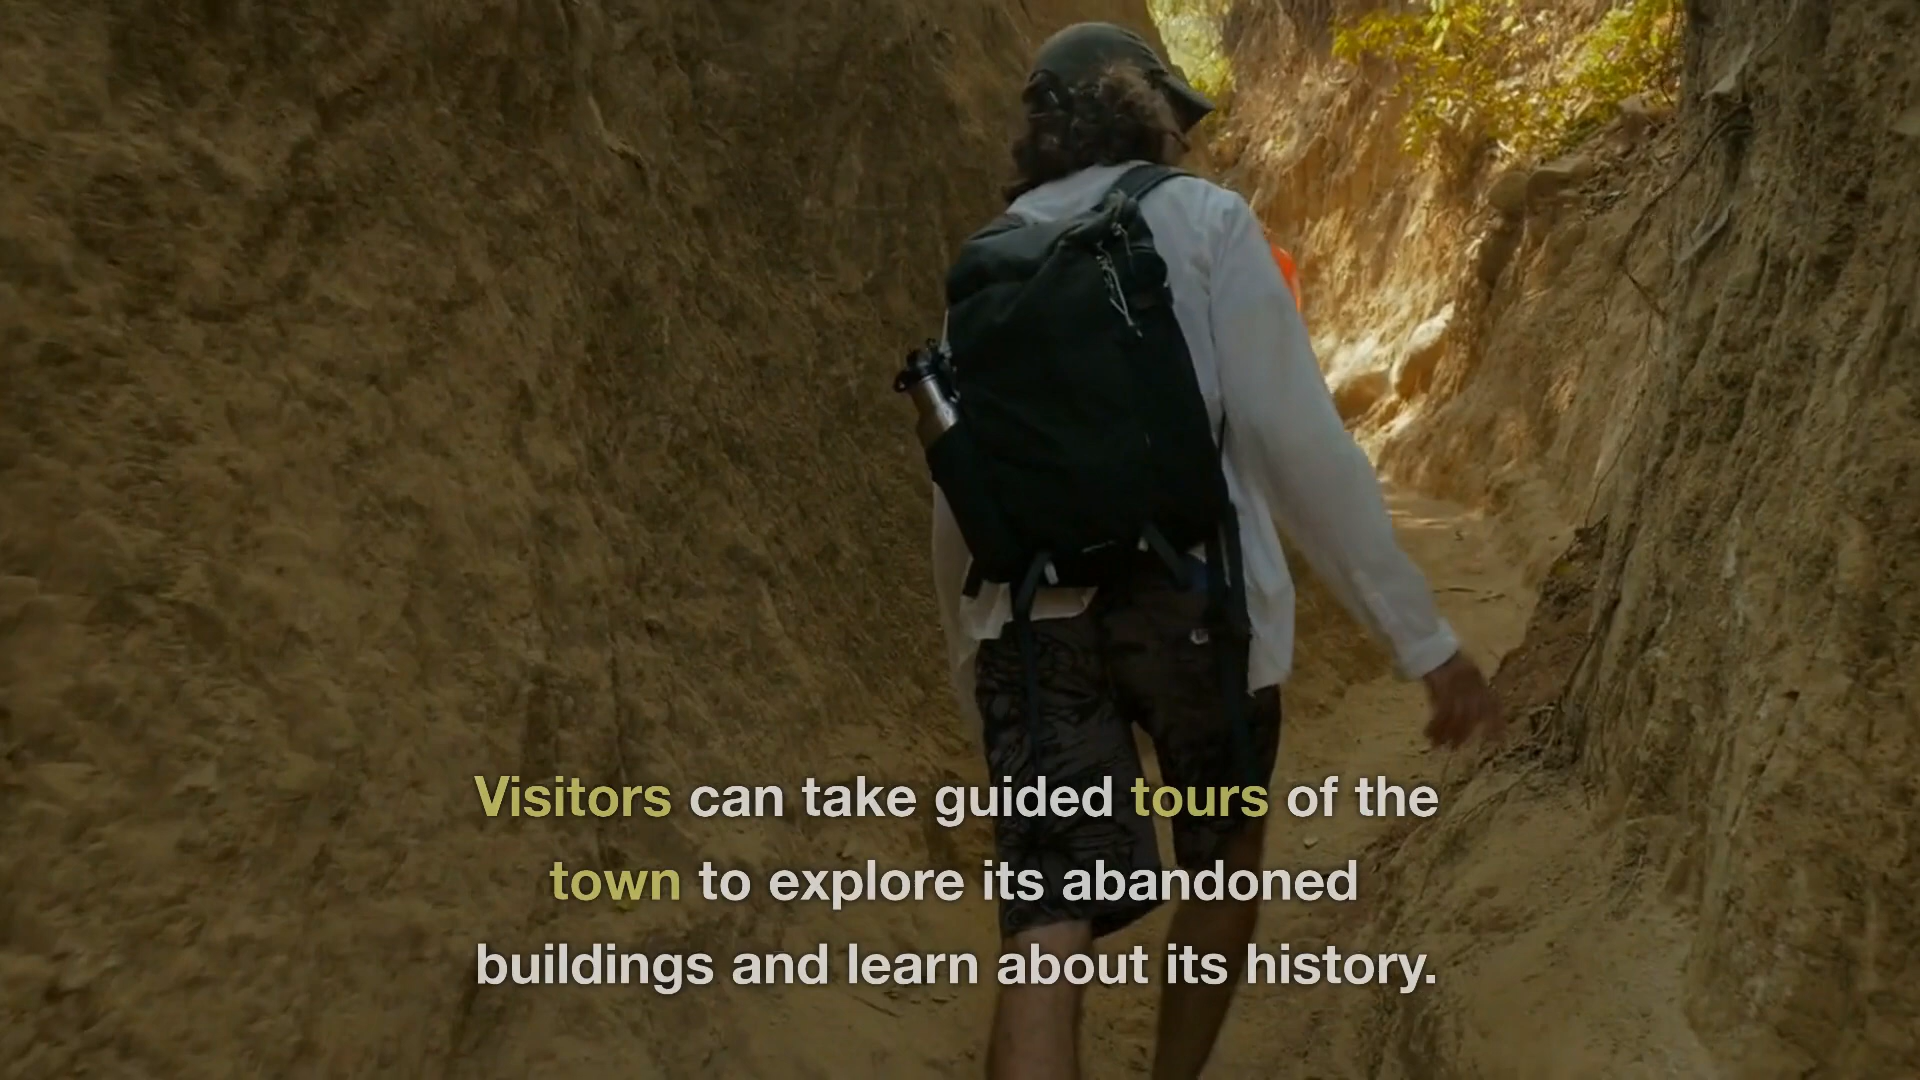 Visitors can take guided tours of the
town to explore its abandoned
buildings and learn about its history.